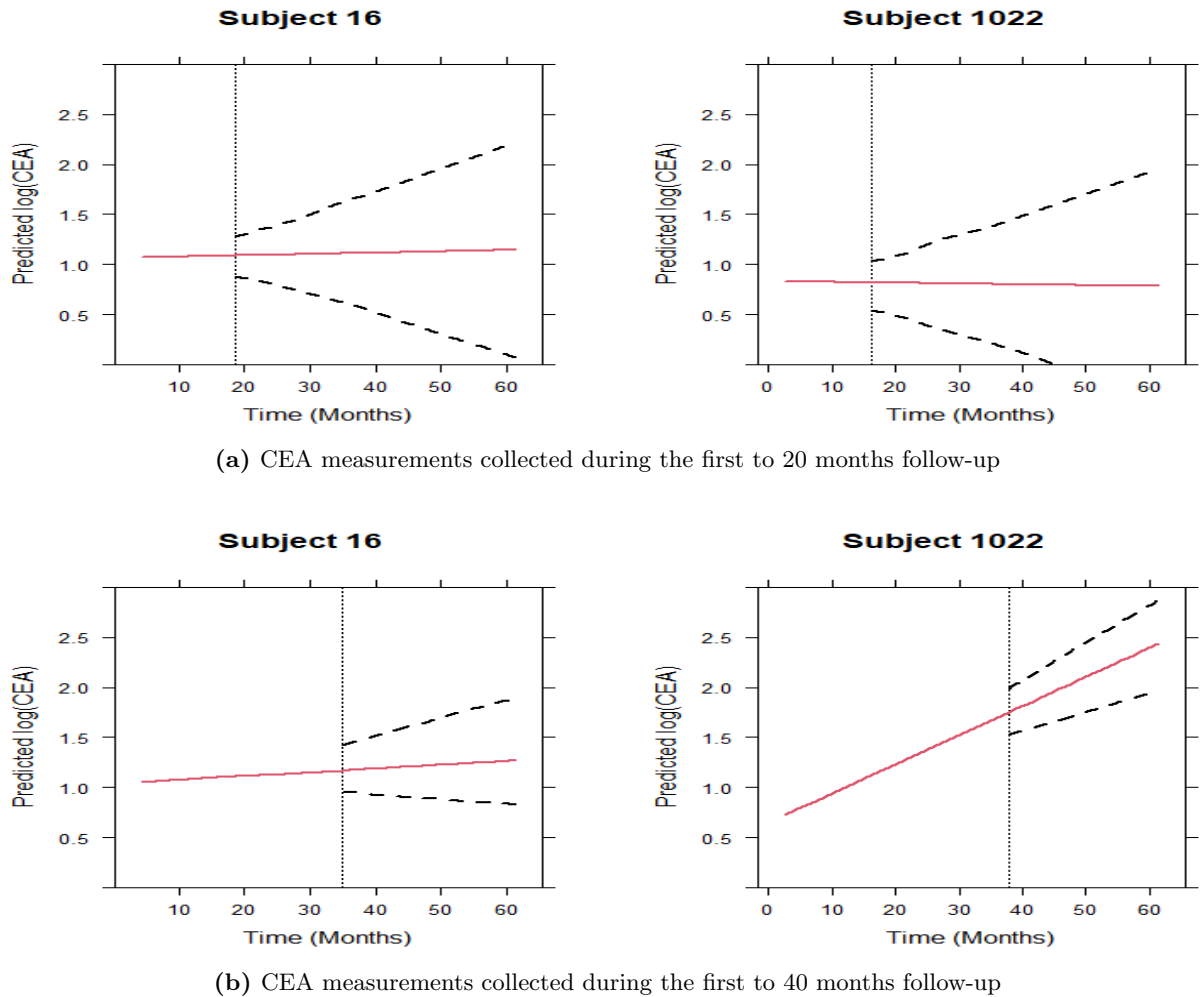 Subject 16
Subject 1022
Predicted log(CEA)
2.5
2.0
1.5
1.0
0.5
10 20 30 40 50 60
Time (Months)
Predicted log(CEA)
2.5
2.0
1.5
1.0
0.5
0 10 20 30 40 50 60
Time (Months)
(a) CEA measurements collected during the first to 20 months follow-up
Subject 16
Subject 1022
Predicted log(CEA)
2.5
2.0
1.5
1.0
0.5
10 20 30 40 50 60
Time (Months)
Predicted log(CEA)
2.5
2.0
1.5
1.0
0.5
0 10 20 30 40 50 60
Time (Months)
(b) CEA measurements collected during the first to 40 months follow-up